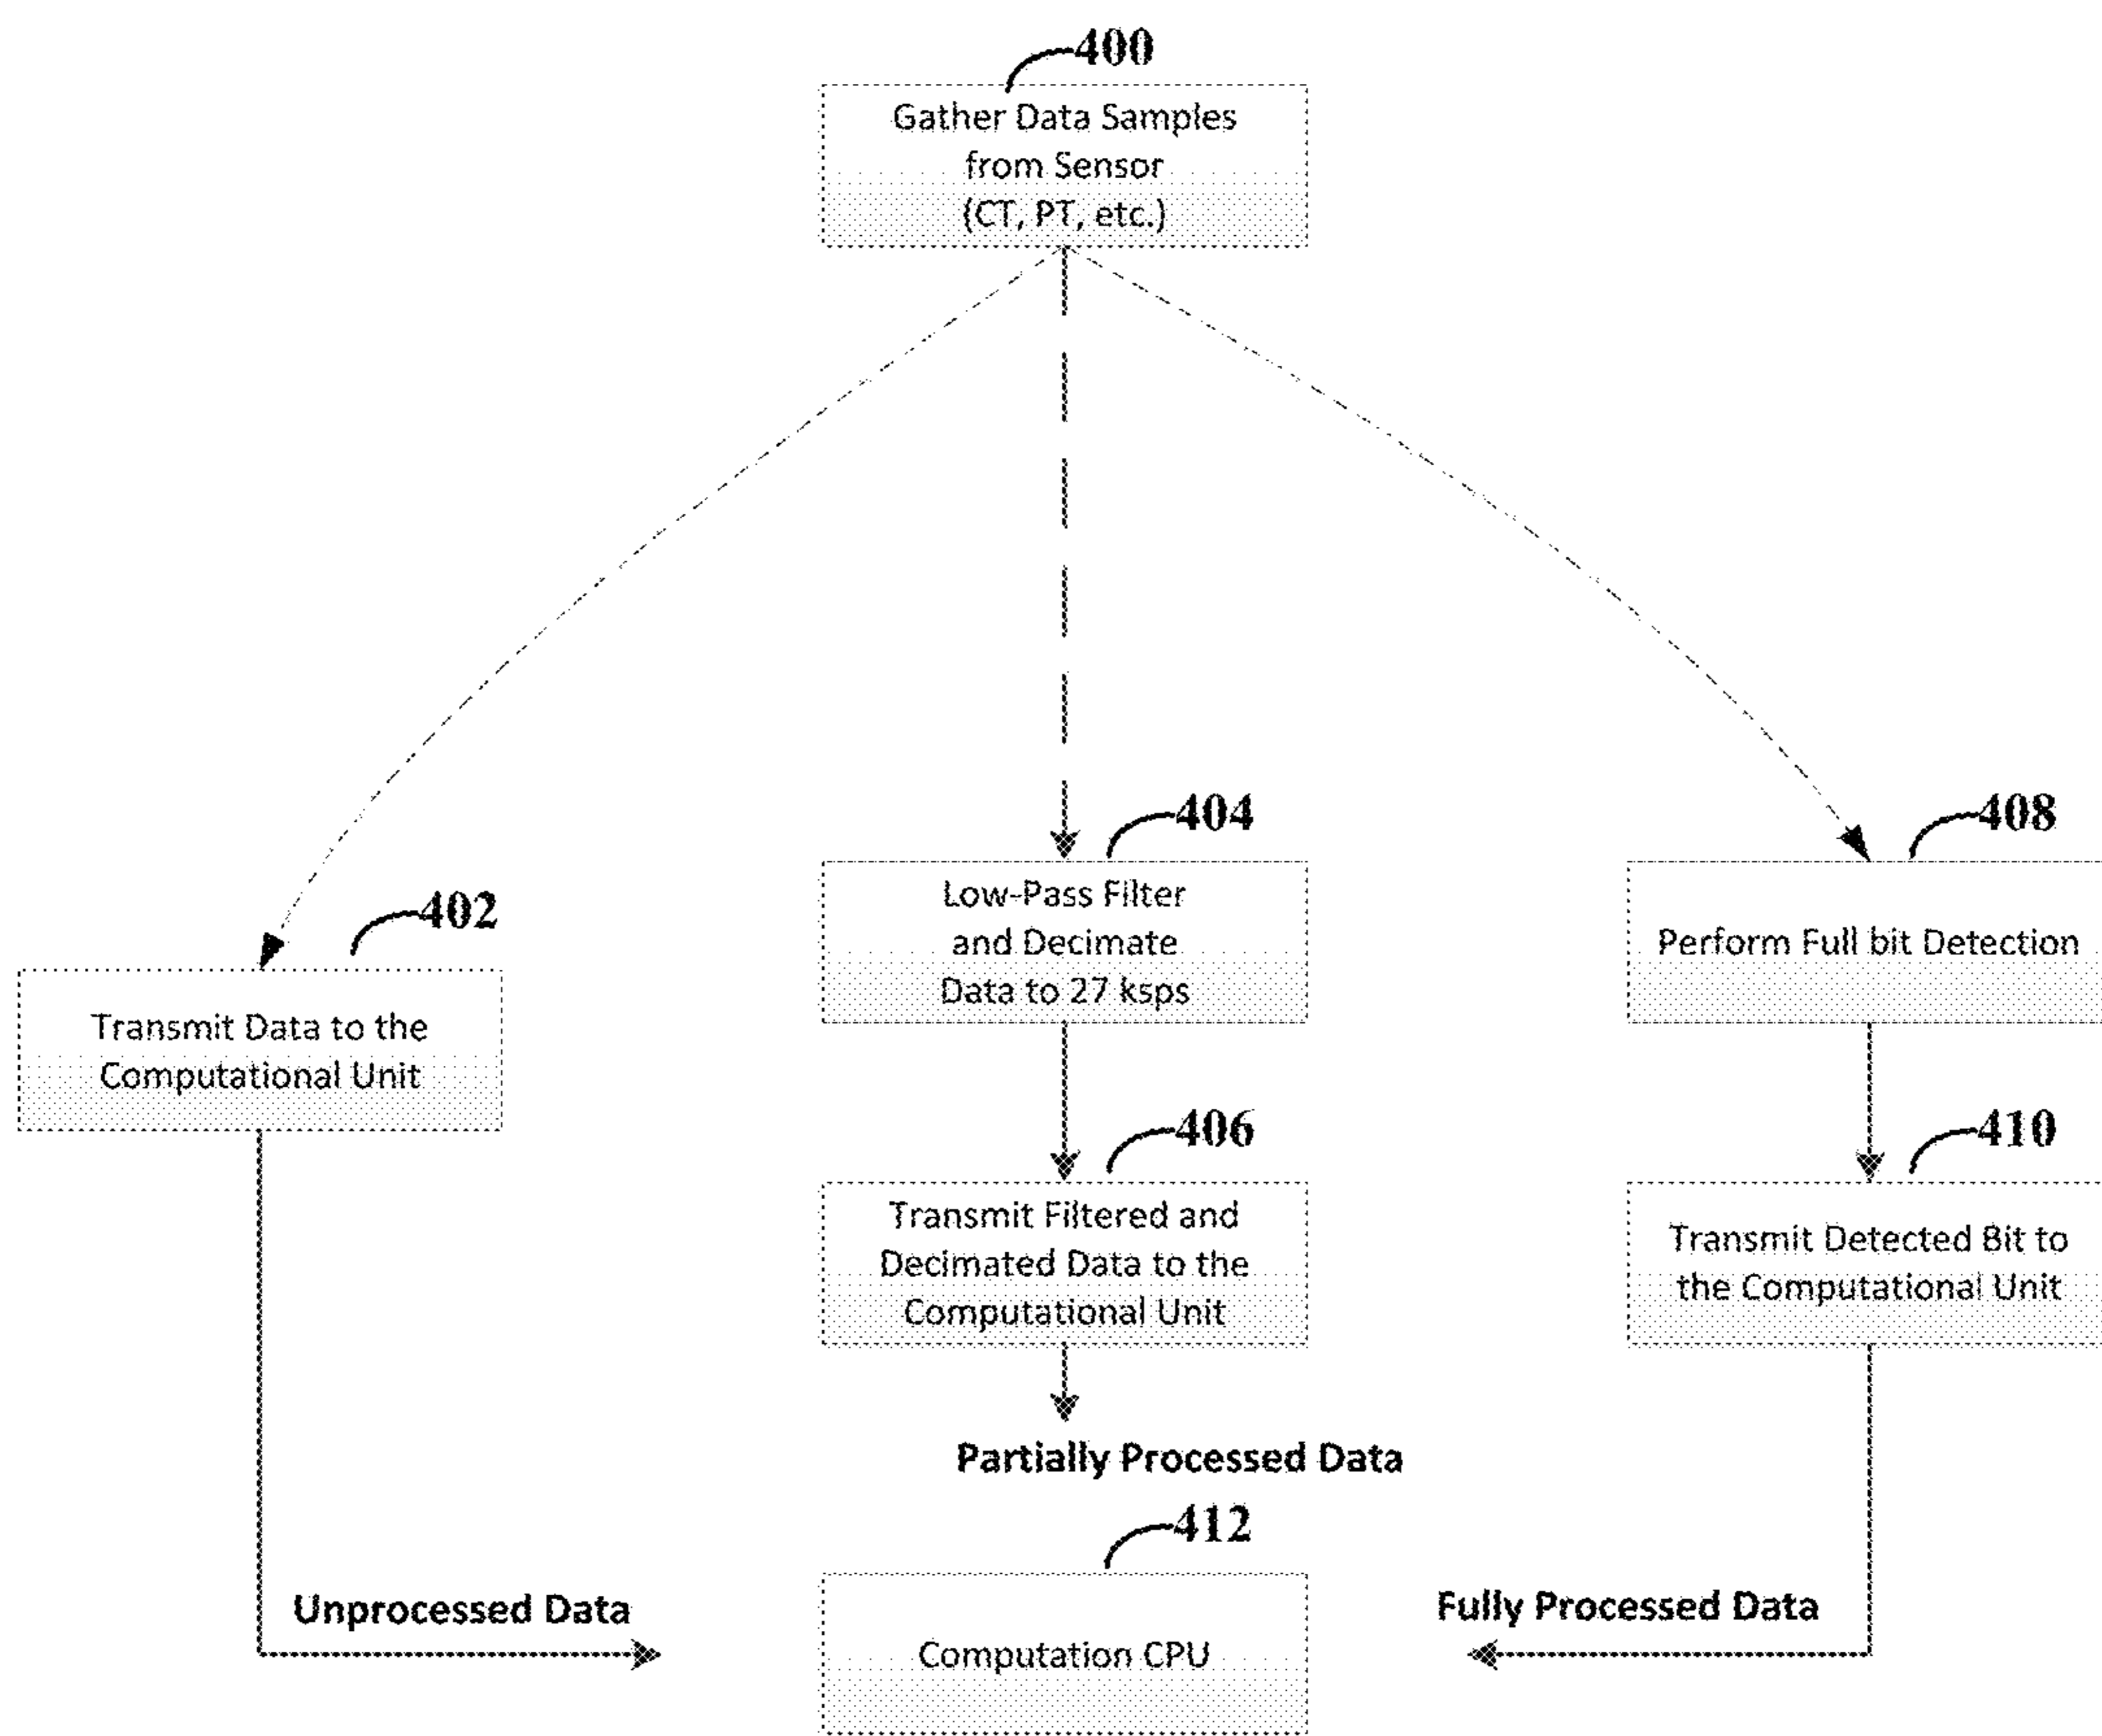 400
Gather Data Samples
from Sensor
(CT, PT, etc.)
404
408
402
Low-Pass Filter
and Decimate
Data to 27 ksps
Perform Full bit Detection
Transmit Data to the
Computational Unit
406
410
Transmit Filtered and
Decimated Data to the
Computational Unit
Transmit Detected Bit to
the Computational Unit
Partially Processed Data
412
Unprocessed Data
Fully Processed Data
Computation CPU